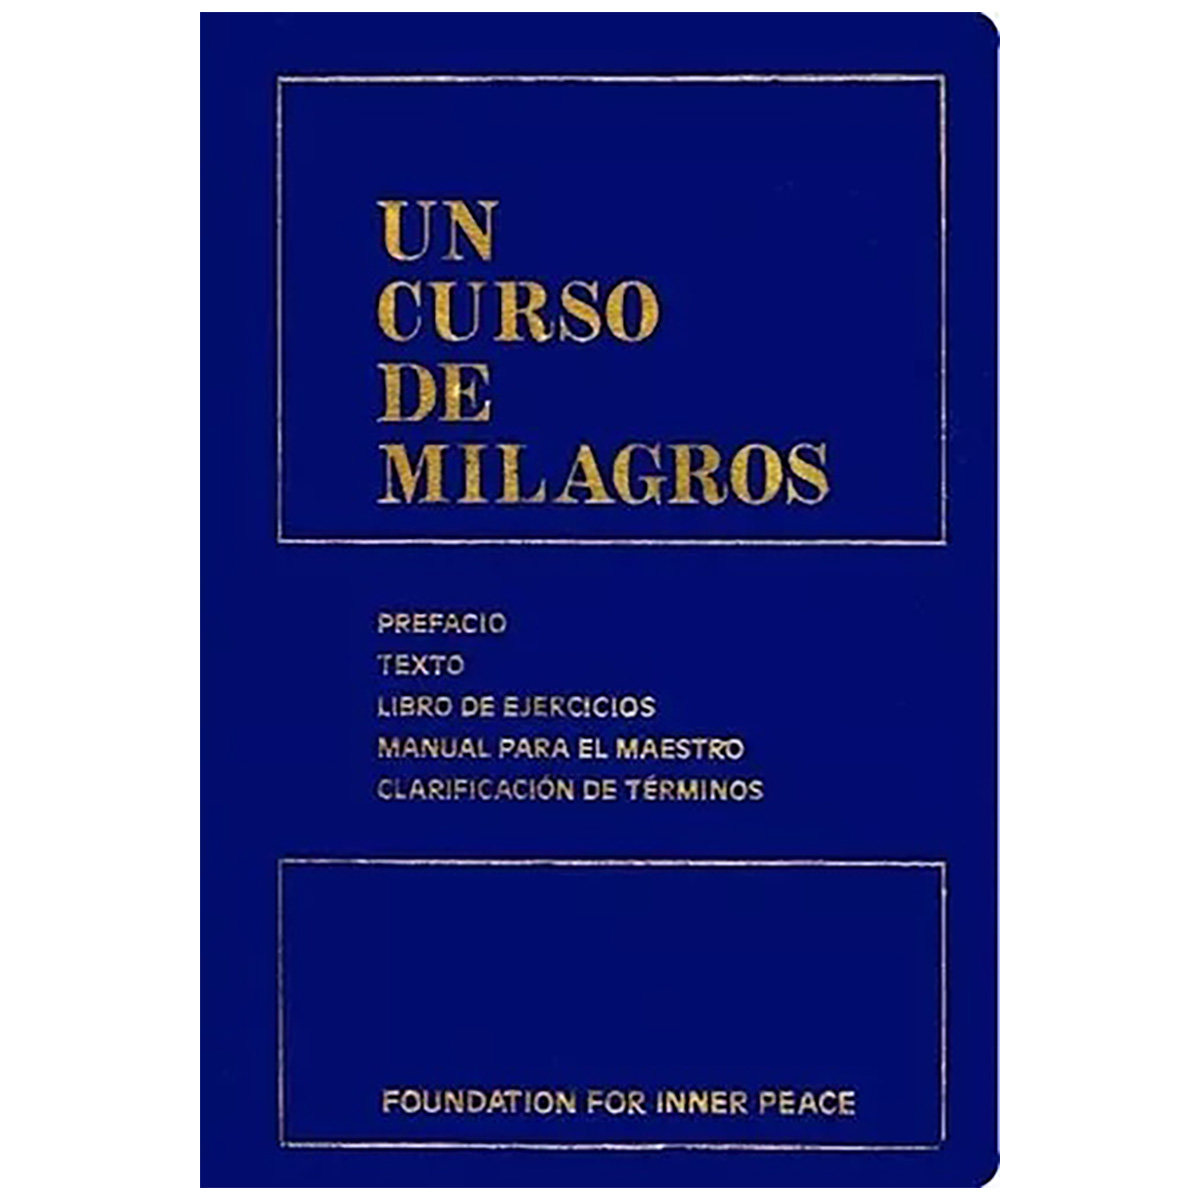 UN
CURSO
DE
MILAGROS
PREFACIO
TEXTO
LIBRO DE EJERCICIOS
MANUAL PARA EL MAESTRO
CLARIFICACIÓN DE TÉRMINOS
FOUNDATION FOR INNER PEACE